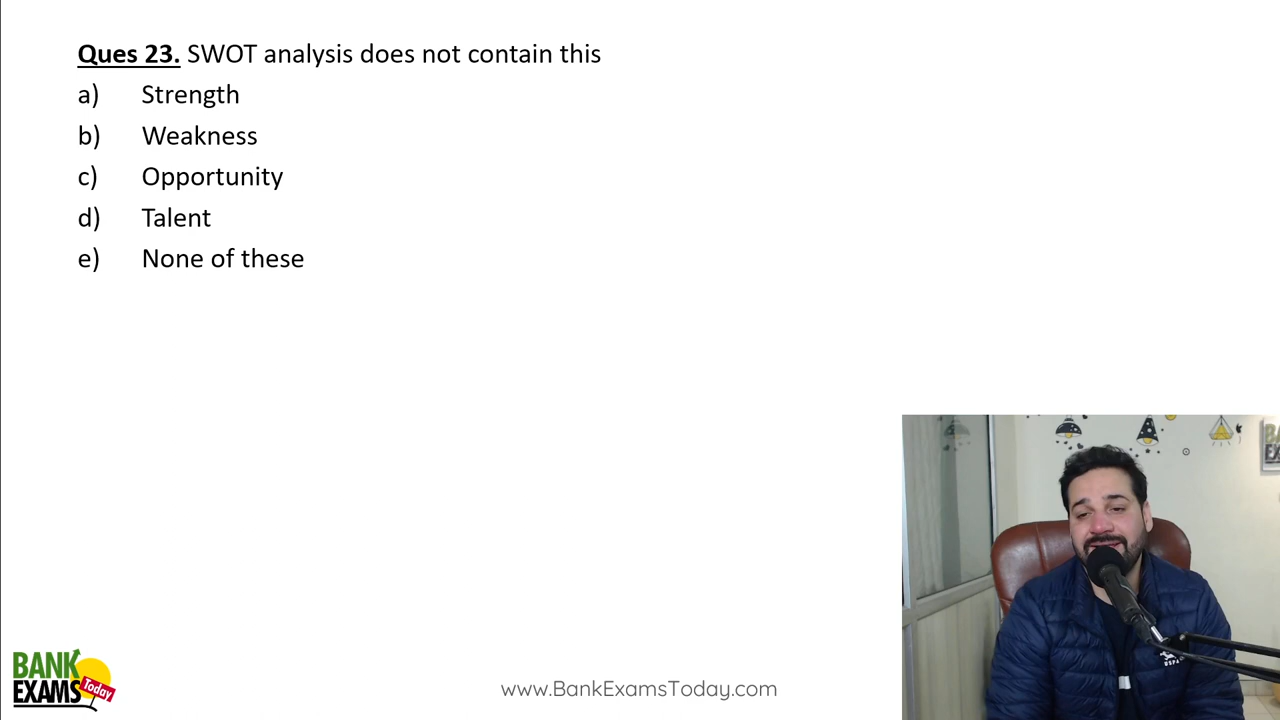 Ques 23. SWOT analysis does not contain this
a) Strength
b) Weakness
c) Opportunity
d) Talent
e) None of these
BANK
EXAMS
Today
www.BankExamsToday.com